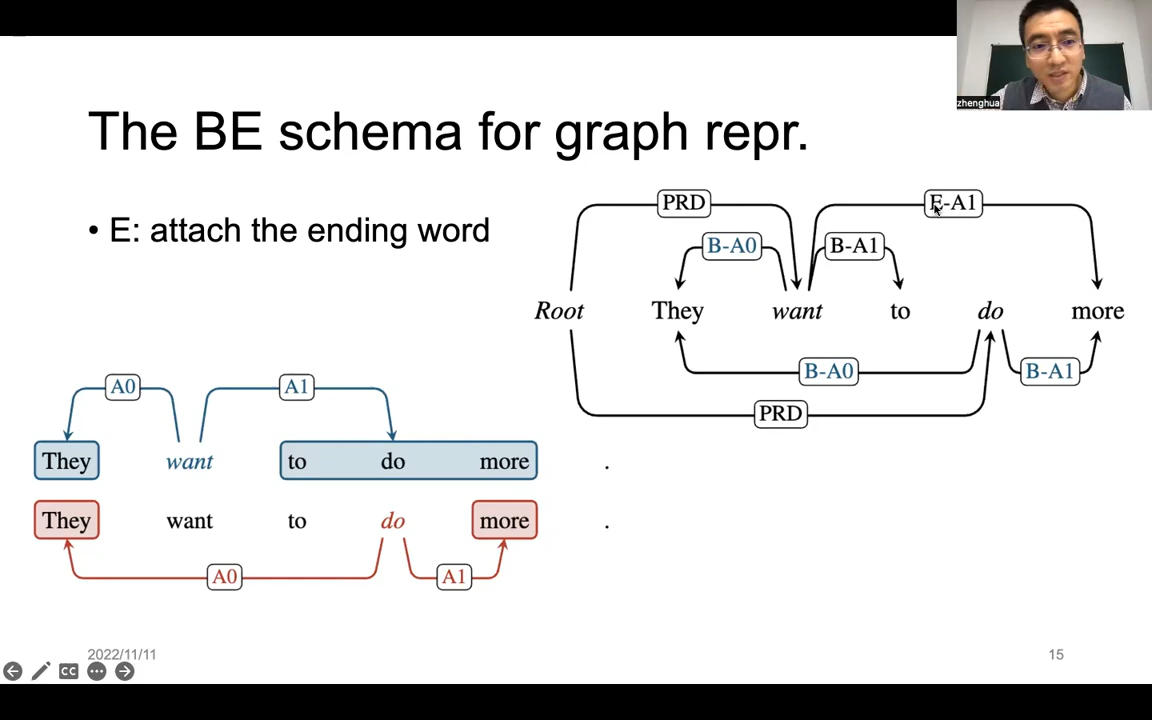 zhenghua
The BE schema for graph repr.
• E: attach the ending word
PRD
E-A1
B-A0
B-A1
Root They want to do more
B-A0
B-A1
PRD
A0
A1
They want to do more .
They want to do more .
A0
A1
2022/11/11
CC
15